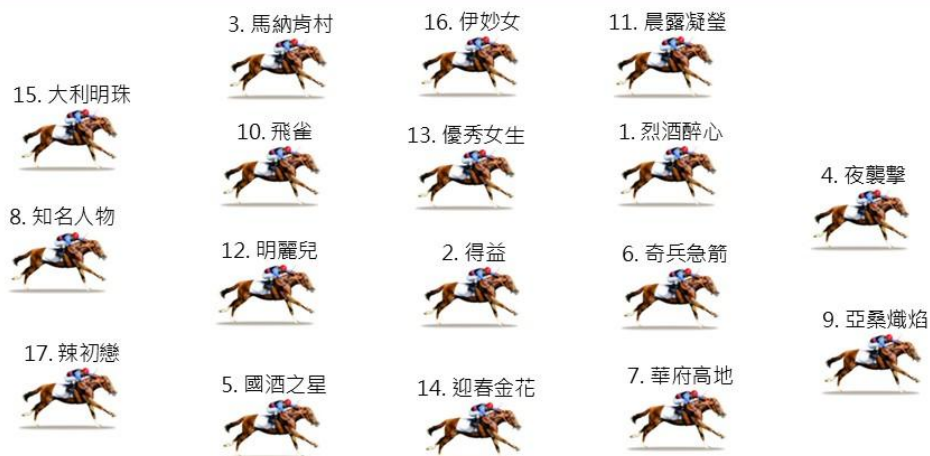 3. 馬納肯村
16. 伊妙女
11. 晨露凝瑩
15. 大利明珠
10. 飛雀
13. 優秀女生
1. 烈酒醉心
4. 夜襲擊
8. 知名人物
12. 明麗兒
2. 得益
6. 奇兵急箭
9. 亞桑熾焰
17. 辣初戀
5. 國酒之星
14. 迎春金花
7. 華府高地